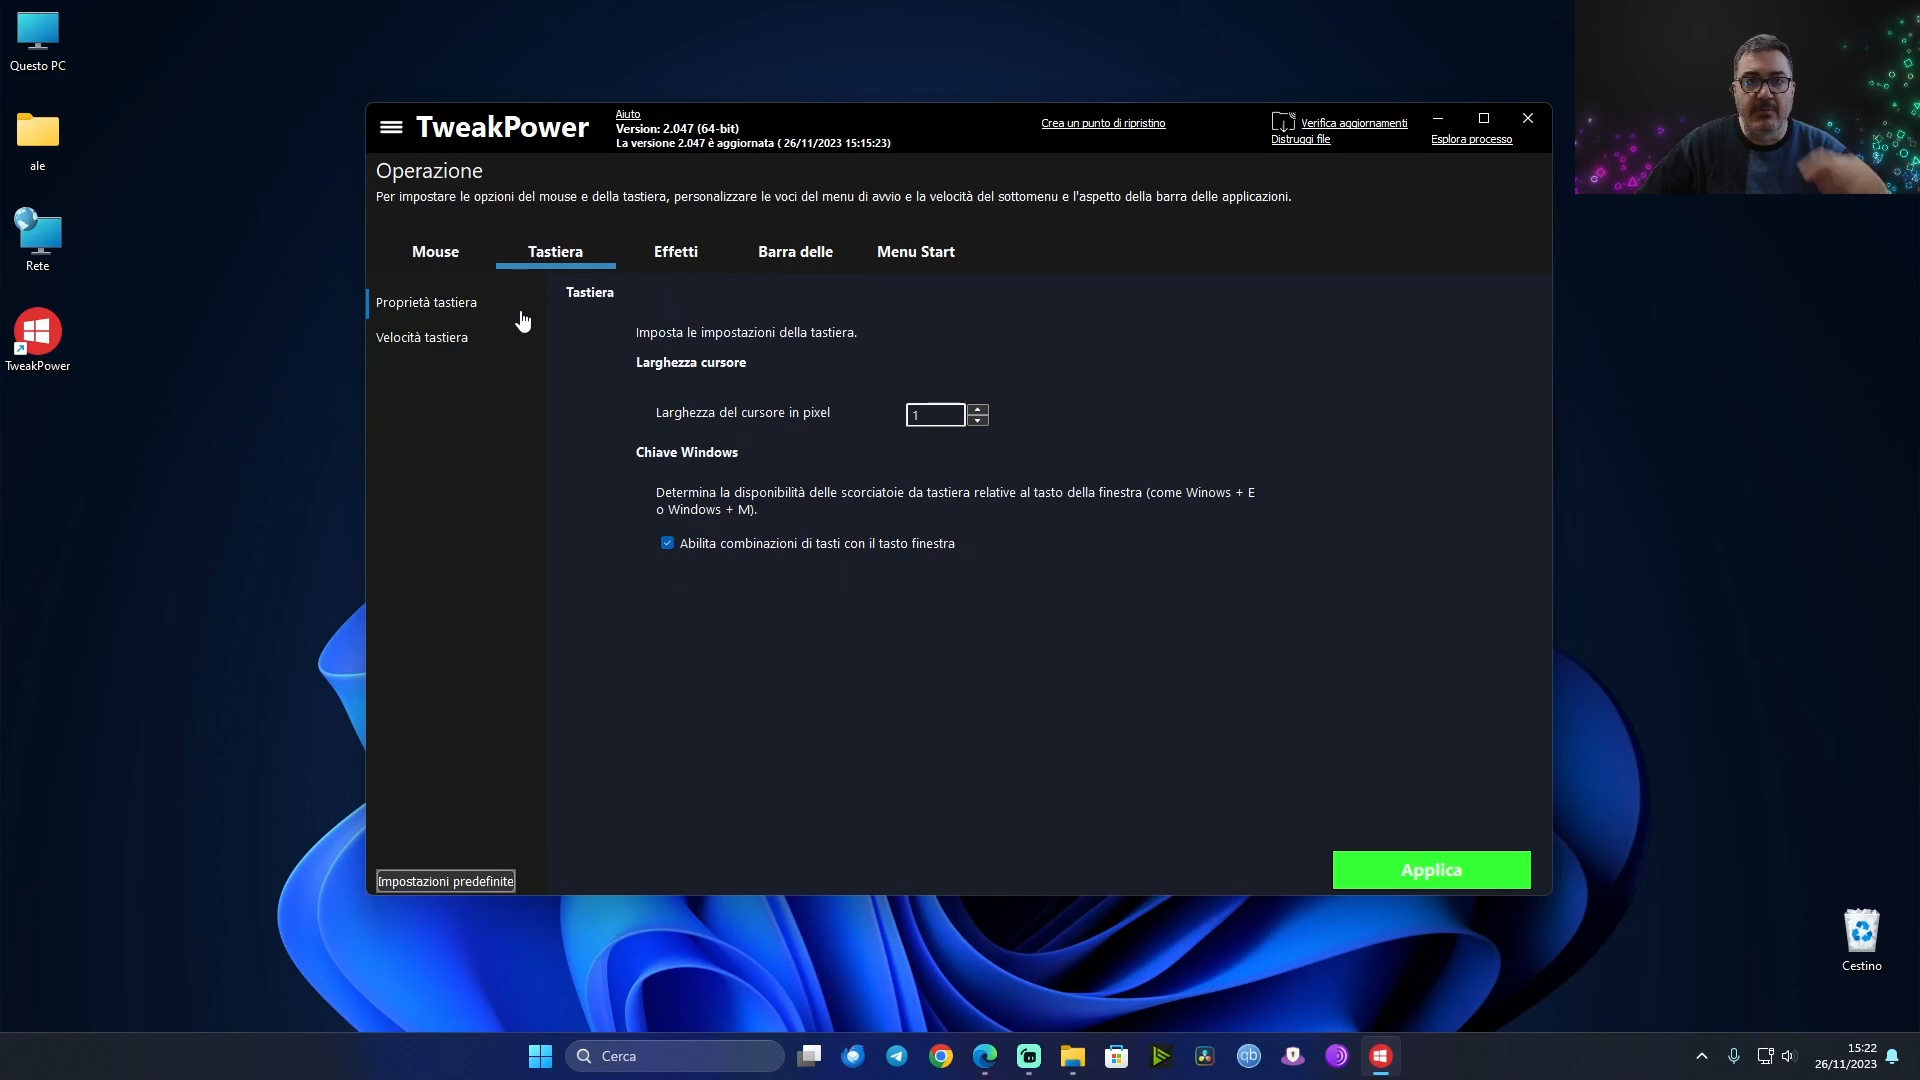 Questo PC
ale
Rete
TweakPower
TweakPower
Aiuto
Version: 2.047 (64-bit)
La versione 2.047 è aggiornata ( 26/11/2023 15:15:23)
Crea un punto di ripristino
Verifica aggiornamenti
Distruggi file
Esplora processo
Operazione
Per impostare le opzioni del mouse e della tastiera, personalizzare le voci del menu di avvio e la velocità del sottomenu e l'aspetto della barra delle applicazioni.
Mouse
Tastiera
Effetti
Barra delle
Menu Start
Proprietà tastiera
Velocità tastiera
Tastiera
Imposta le impostazioni della tastiera.
Larghezza cursore
Larghezza del cursore in pixel
1
Chiave Windows
Determina la disponibilità delle scorciatoie da tastiera relative al tasto della finestra (come Winows + E
o Windows + M).
Abilita combinazioni di tasti con il tasto finestra
Impostazioni predefinite
Applica
Cestino
Cerca
qb
15:22
26/11/2023